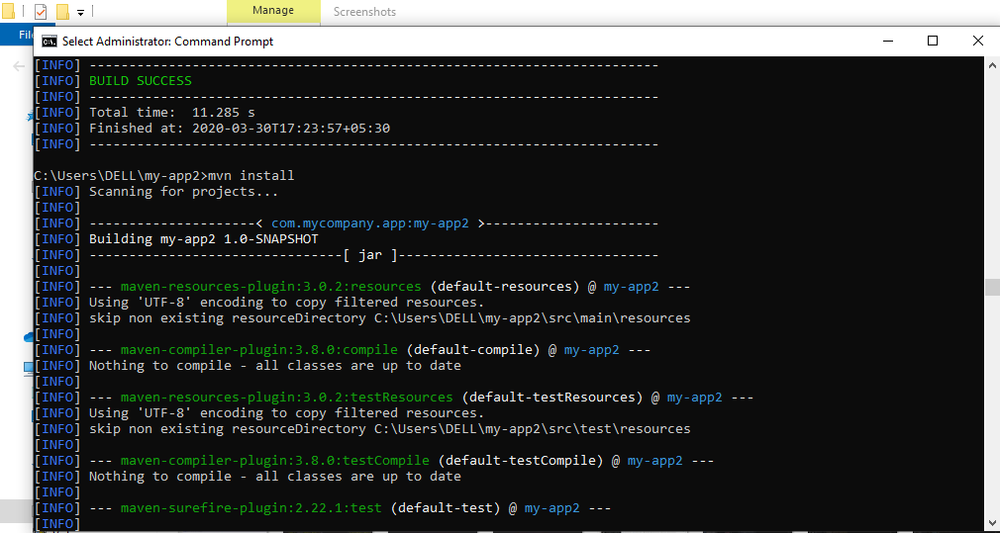 Manage
Screenshots
Fil
Select Administrator: Command Prompt
[INFO] ------------------------------------------------------------------------
[INFO] BUILD SUCCESS
[INFO] ------------------------------------------------------------------------
[INFO] Total time:  11.285 s
[INFO] Finished at: 2020-03-30T17:23:57+05:30
[INFO] ------------------------------------------------------------------------
C:\Users\DELL\my-app2>mvn install
[INFO] Scanning for projects...
[INFO]
[INFO] ---------------------< com.mycompany.app:my-app2 >----------------------
[INFO] Building my-app2 1.0-SNAPSHOT
[INFO] --------------------------------[ jar ]---------------------------------
[INFO]
[INFO] --- maven-resources-plugin:3.0.2:resources (default-resources) @ my-app2 ---
[INFO] Using 'UTF-8' encoding to copy filtered resources.
[INFO] skip non existing resourceDirectory C:\Users\DELL\my-app2\src\main\resources
[INFO]
[INFO] --- maven-compiler-plugin:3.8.0:compile (default-compile) @ my-app2 ---
[INFO] Nothing to compile - all classes are up to date
[INFO]
[INFO] --- maven-resources-plugin:3.0.2:testResources (default-testResources) @ my-app2 ---
[INFO] Using 'UTF-8' encoding to copy filtered resources.
[INFO] skip non existing resourceDirectory C:\Users\DELL\my-app2\src\test\resources
[INFO]
[INFO] --- maven-compiler-plugin:3.8.0:testCompile (default-testCompile) @ my-app2 ---
[INFO] Nothing to compile - all classes are up to date
[INFO]
[INFO] --- maven-surefire-plugin:2.22.1:test (default-test) @ my-app2 ---
[INFO]